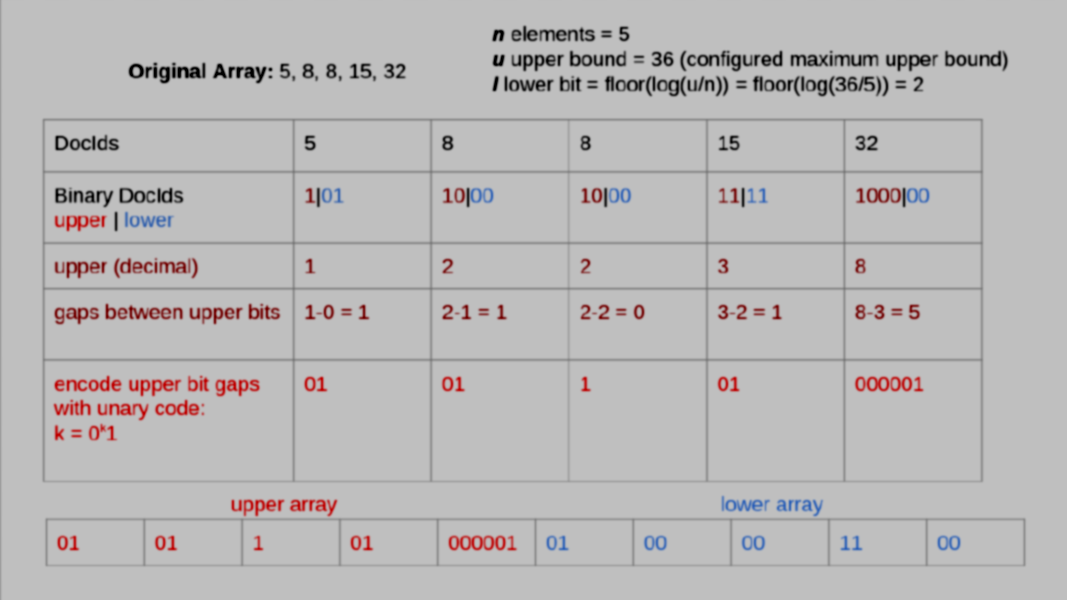 n elements = 5
Original Array: 5, 8, 8, 15, 32
u upper bound = 36 (configured maximum upper bound)
l lower bit = floor(log(u/n)) = floor(log(36/5)) = 2
DocIds 5 8 8 15 32
Binary DocIds 1|01 10|00 10|00 11|11 1000|00
upper | lower
upper (decimal) 1 2 2 3 8
gaps between upper bits 1-0 = 1 2-1 = 1 2-2 = 0 3-2 = 1 8-3 = 5
encode upper bit gaps 01 01 1 01 000001
with unary code:
k = 0ᵏ1
upper array lower array
01 01 1 01 000001 01 00 00 11 00